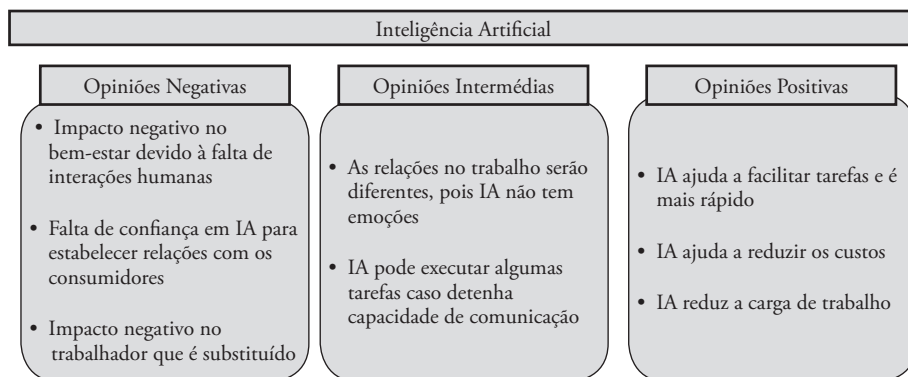 Inteligência Artificial
Opiniões Negativas
• Impacto negativo no
bem-estar devido à falta de
interações humanas
• Falta de confiança em IA para
estabelecer relações com os
consumidores
• Impacto negativo no
trabalhador que é substituído
Opiniões Intermédias
• As relações no trabalho serão
diferentes, pois IA não tem
emoções
• IA pode executar algumas
tarefas caso detenha
capacidade de comunicação
Opiniões Positivas
• IA ajuda a facilitar tarefas e é
mais rápido
• IA ajuda a reduzir os custos
• IA reduz a carga de trabalho